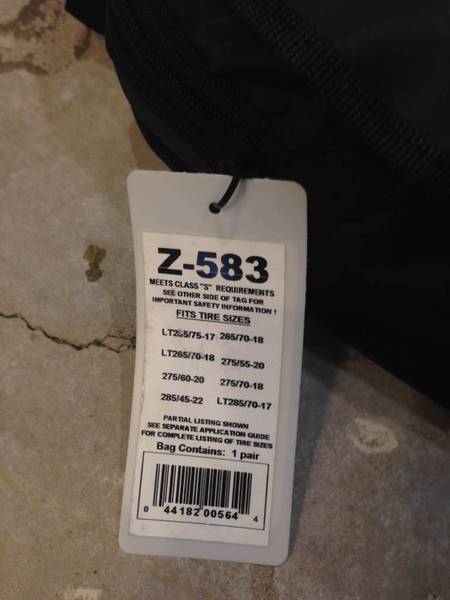 Z-583
MEETS CLASS "S" REQUIREMENTS
SEE OTHER SIDE OF TAG FOR
IMPORTANT SAFETY INFORMATION !
FITS TIRE SIZES
265/70-18
LT265/70-18 275/55-20
275/60-20 275/70-18
285/45-22 LT285/70-17
PARTIAL LISTING SHOWN
SEE SEPARATE APPLICATION GUIDE
FOR COMPLETE LISTING OF TIRE SIZES
Bag Contains: 1 pair
0 44182 00564 4